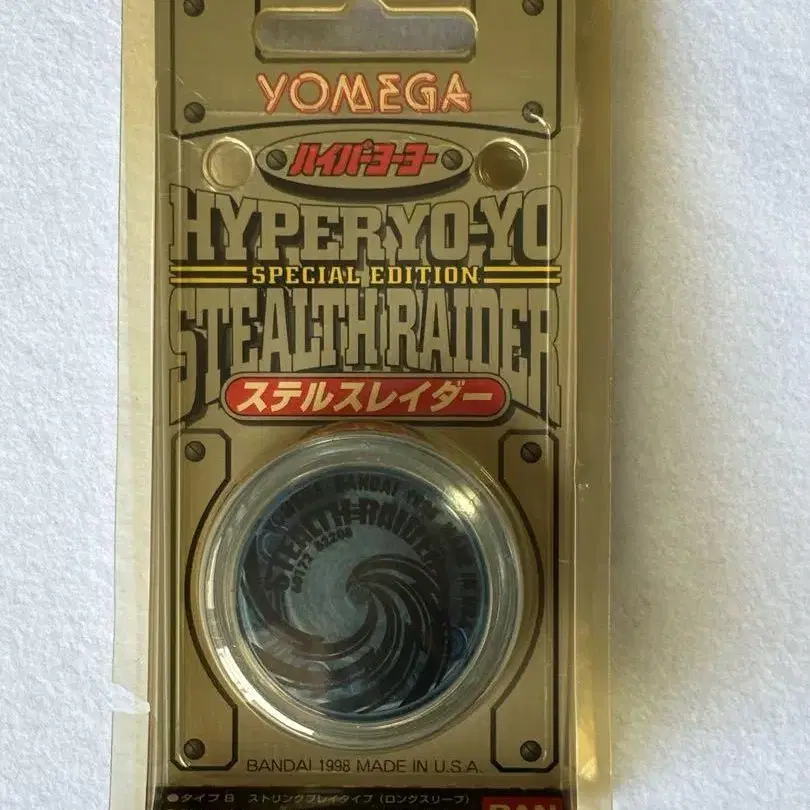 YOMEGA
ハイパーヨーヨー
HYPER YO-YO
SPECIAL EDITION
STEALTH RAIDER
ステルスレイダー
BANDAI
STEALTH RAIDER
BANDAI 1998 MADE IN U.S.A.
●タイプB ストリングプレイタイプ(ロングスリープ)
BAN